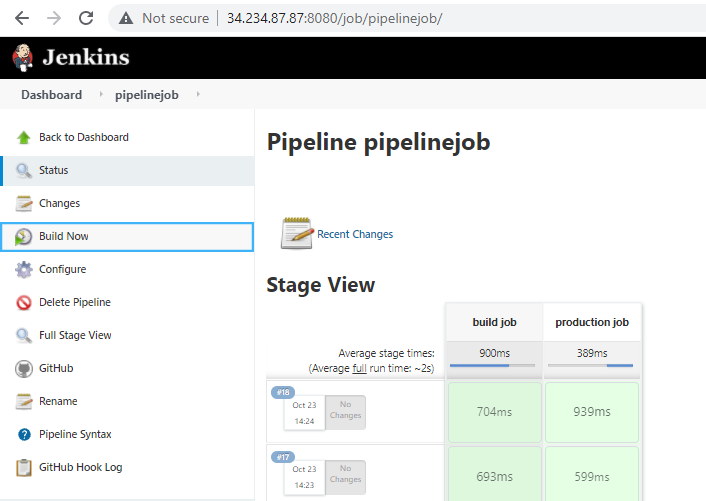 Not secure | 34.234.87.87:8080/job/pipelinejob/
Jenkins
Dashboard
pipelinejob
Back to Dashboard
Status
Changes
Build Now
Configure
Delete Pipeline
Full Stage View
GitHub
Rename
Pipeline Syntax
GitHub Hook Log
Pipeline pipelinejob
Recent Changes
Stage View
build job
production job
Average stage times:
900ms
389ms
(Average full run time: ~2s)
#18
Oct 23
14:24
No
Changes
704ms
939ms
#17
Oct 23
14:23
No
Changes
693ms
599ms